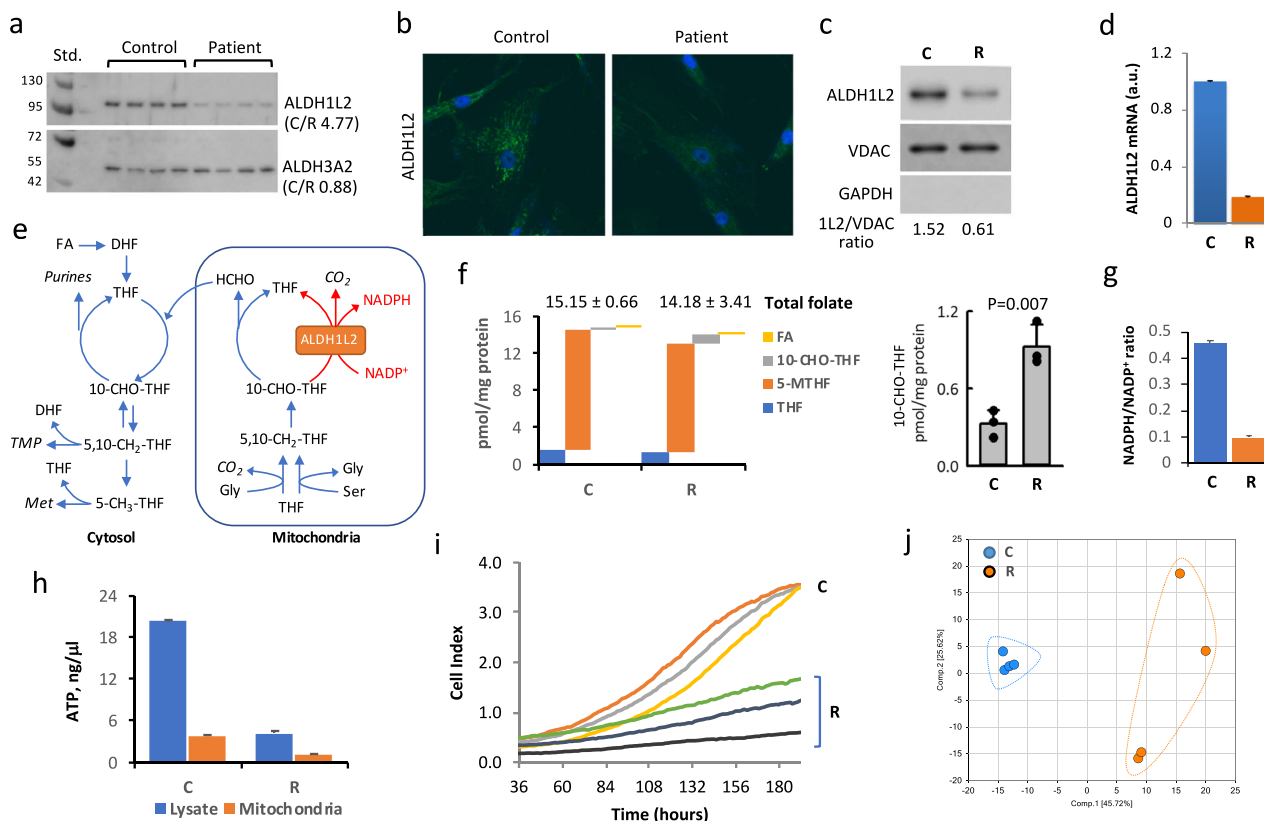 a
Std.
Control
Patient
130
95
72
55
42
ALDH1L2
(C/R 4.77)
ALDH3A2
(C/R 0.88)
b
Control
Patient
ALDH1L2
c
C
R
ALDH1L2
VDAC
GAPDH
1L2/VDAC
ratio
1.52
0.61
d
ALDH1L2 mRNA (a.u.)
1.2
0.8
0.4
0
C
R
e
FA
DHF
Purines
THF
HCHO
THF
CO2
NADPH
ALDH1L2
NADP+
10-CHO-THF
10-CHO-THF
DHF
TMP
5,10-CH2-THF
5,10-CH2-THF
THF
CO2
Gly
Gly
Ser
Met
5-CH3-THF
THF
Cytosol
Mitochondria
f
15.15 ± 0.66
14.18 ± 3.41
Total folate
pmol/mg protein
16
12
8
4
0
C
R
FA
10-CHO-THF
5-MTHF
THF
P=0.007
10-CHO-THF
pmol/mg protein
1.2
0.6
0.0
C
R
g
NADPH/NADP+ ratio
0.5
0.4
0.3
0.2
0.1
0
C
R
h
ATP, ng/µl
24
18
12
6
0
C
R
Lysate
Mitochondria
i
Cell Index
4.0
3.0
2.0
1.0
0.0
36
60
84
108
132
156
180
Time (hours)
C
R
j
C
R
Comp.2 [25.62%]
25
20
15
10
5
0
-5
-10
-15
-20
-20
-15
-10
-5
0
5
10
15
20
25
Comp.1 [45.72%]